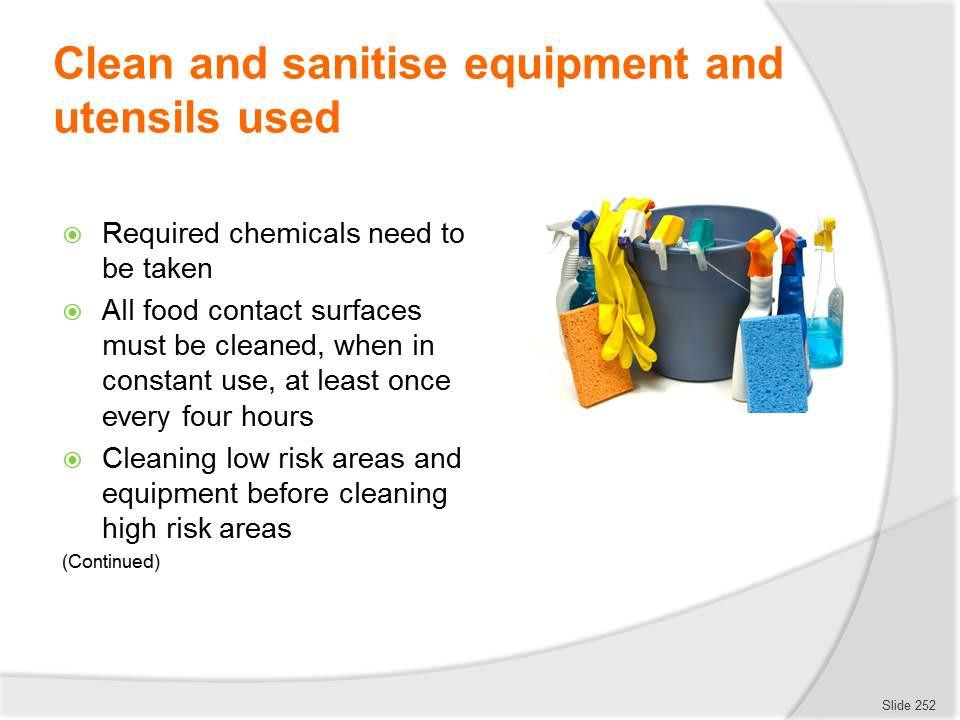 Clean and sanitise equipment and
utensils used
Required chemicals need to
be taken
All food contact surfaces
must be cleaned, when in
constant use, at least once
every four hours
Cleaning low risk areas and
equipment before cleaning
high risk areas
(Continued)
Slide 252